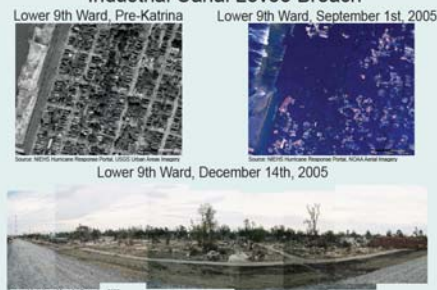 Industrial Canal Levee Breach
Lower 9th Ward, Pre-Katrina
Lower 9th Ward, September 1st, 2005
Source: NIEHS Hurricane Response Portal, USGS Urban Areas Imagery
Source: NIEHS Hurricane Response Portal, NOAA Aerial Imagery
Lower 9th Ward, December 14th, 2005